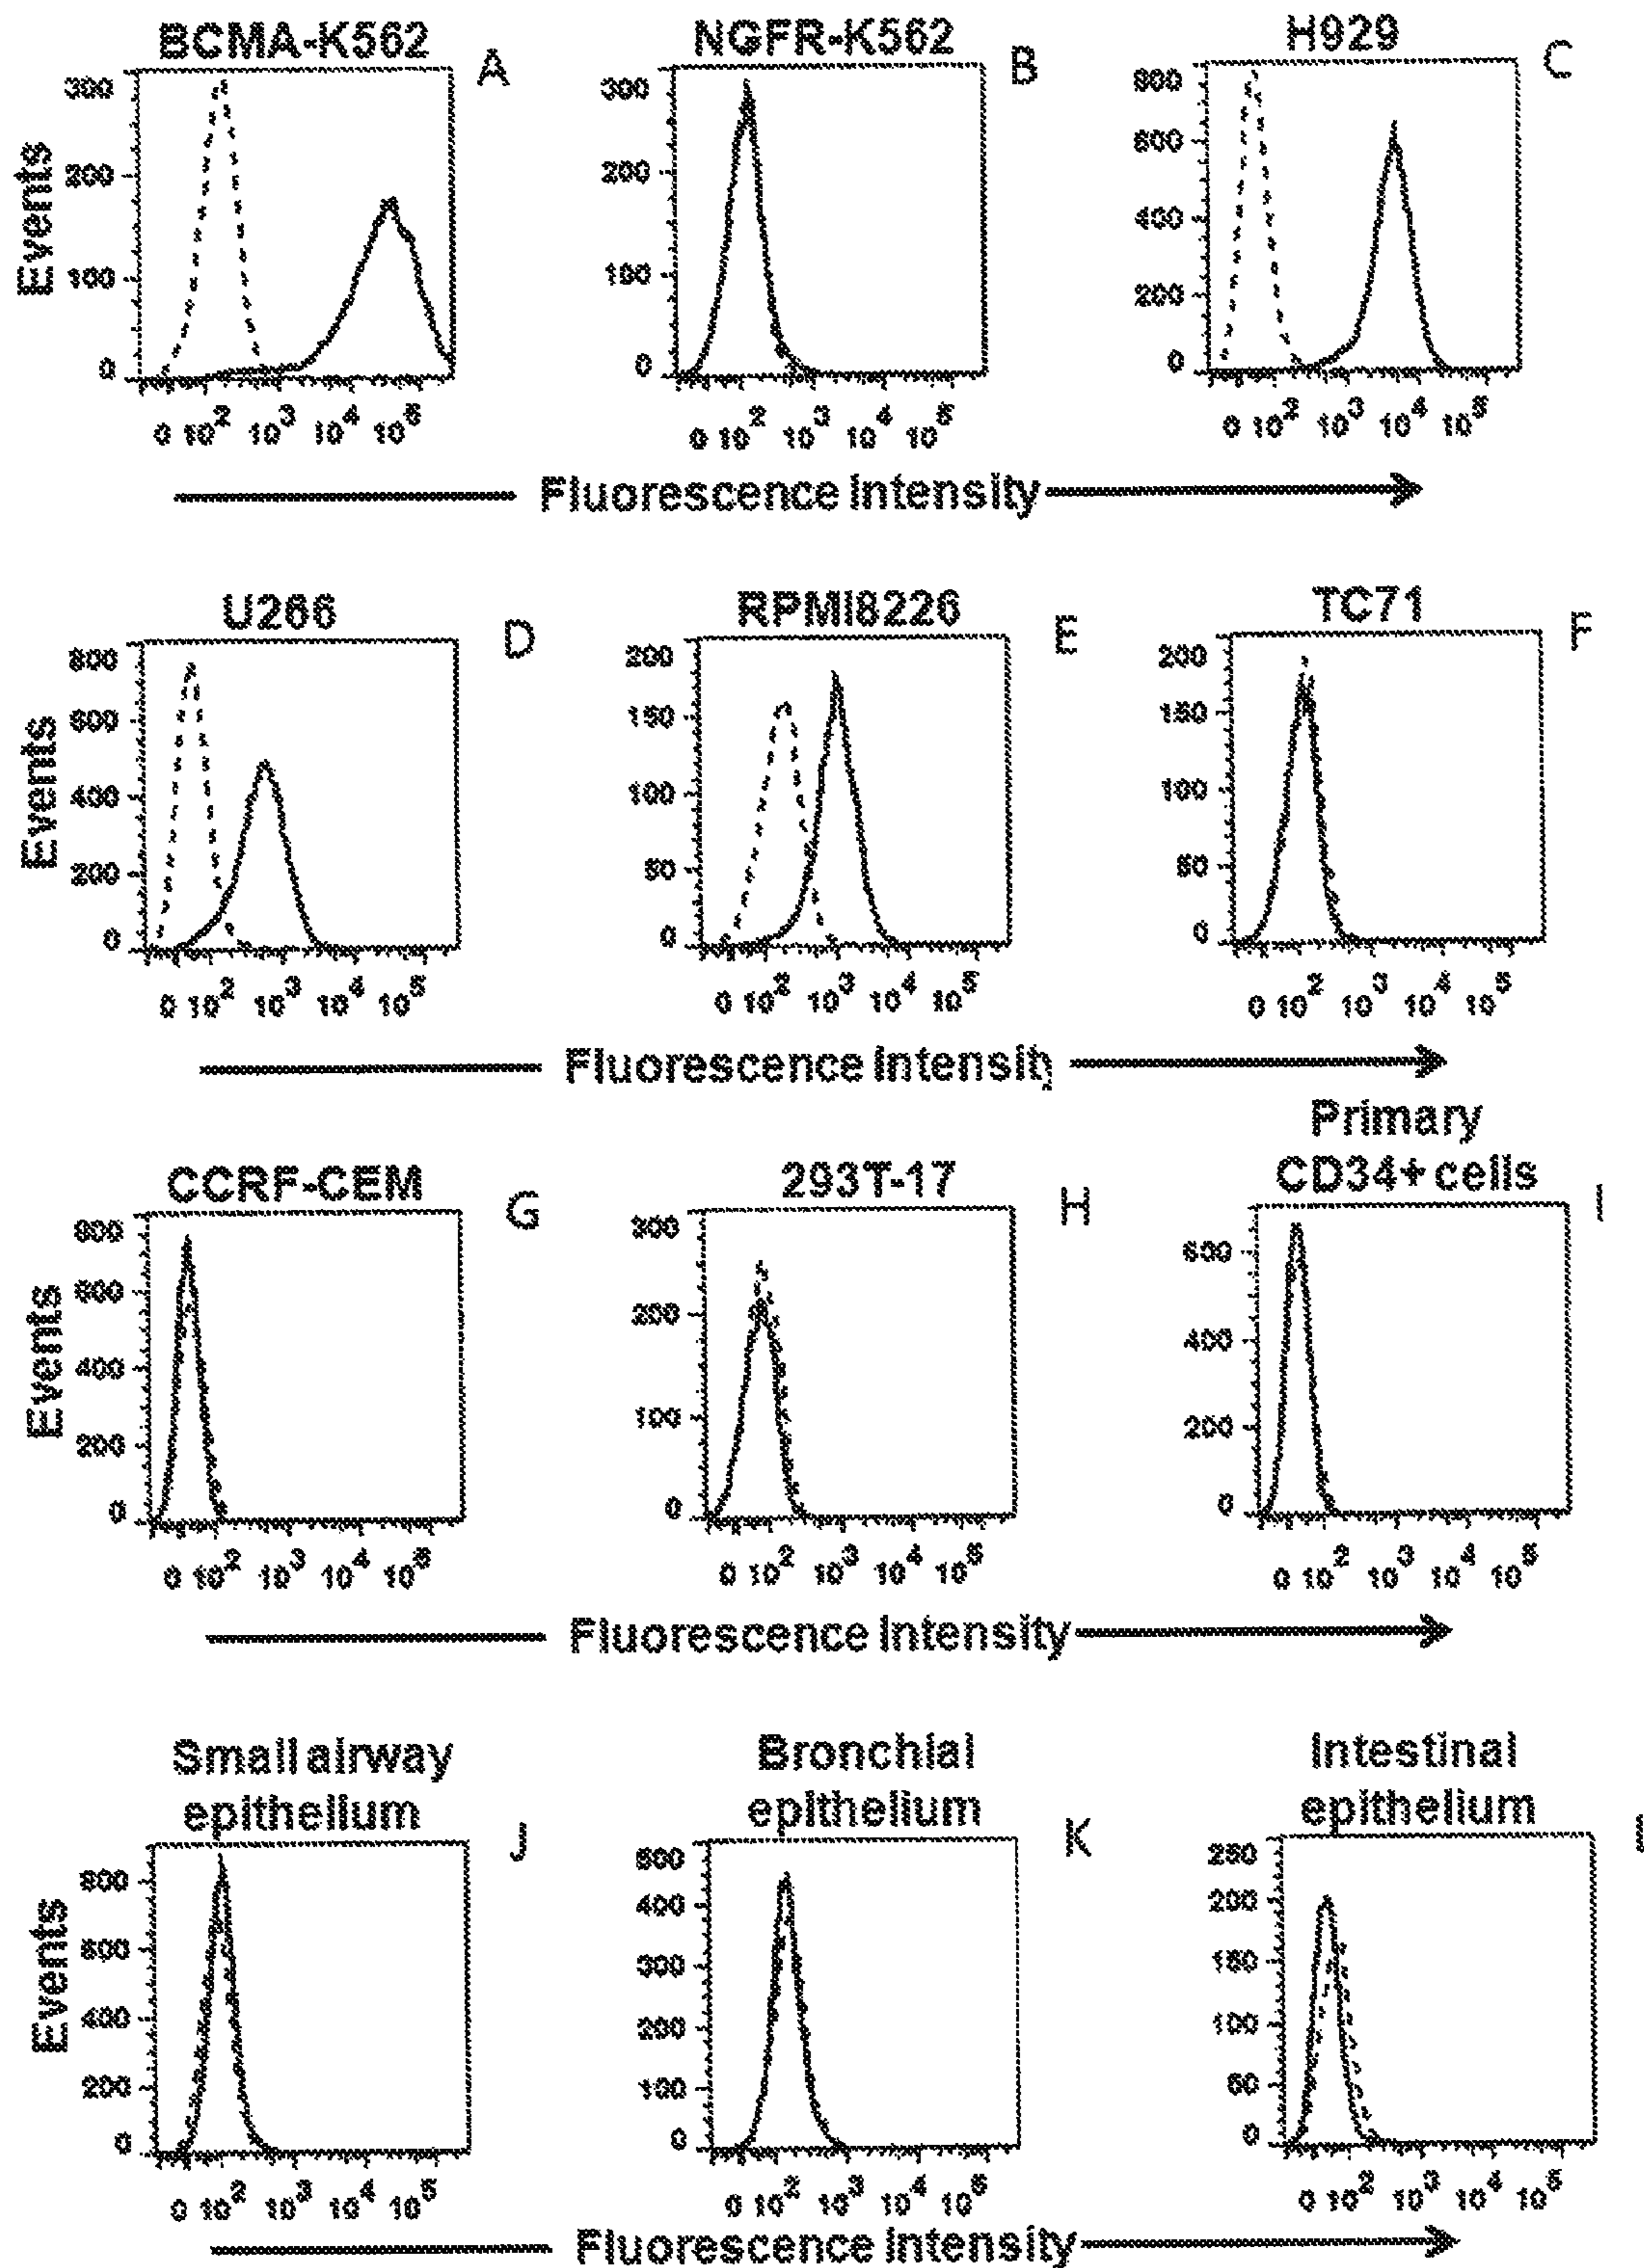 BCMA-K562 A NGFR-K562 B H929 C
Events
300
200
100
0
0 10² 10³ 10⁴ 10⁵
300
200
100
0
0 10² 10³ 10⁴ 10⁵
800
600
400
200
0
0 10² 10³ 10⁴ 10⁵
Fluorescence Intensity
U266 D RPMI8226 E TC71 F
Events
800
600
400
200
0
0 10² 10³ 10⁴ 10⁵
200
150
100
50
0
0 10² 10³ 10⁴ 10⁵
200
150
100
50
0
0 10² 10³ 10⁴ 10⁵
Fluorescence Intensity
Primary
CCRF-CEM G 293T-17 H CD34+ cells I
Events
800
600
400
200
0
0 10² 10³ 10⁴ 10⁵
300
200
100
0
0 10² 10³ 10⁴ 10⁵
600
400
200
0
0 10² 10³ 10⁴ 10⁵
Fluorescence Intensity
Small airway Bronchial Intestinal
epithelium J epithelium K epithelium
Events
800
600
400
200
0
0 10² 10³ 10⁴ 10⁵
500
400
300
200
100
0
0 10² 10³ 10⁴ 10⁵
250
200
150
100
50
0
0 10² 10³ 10⁴ 10⁵
Fluorescence Intensity